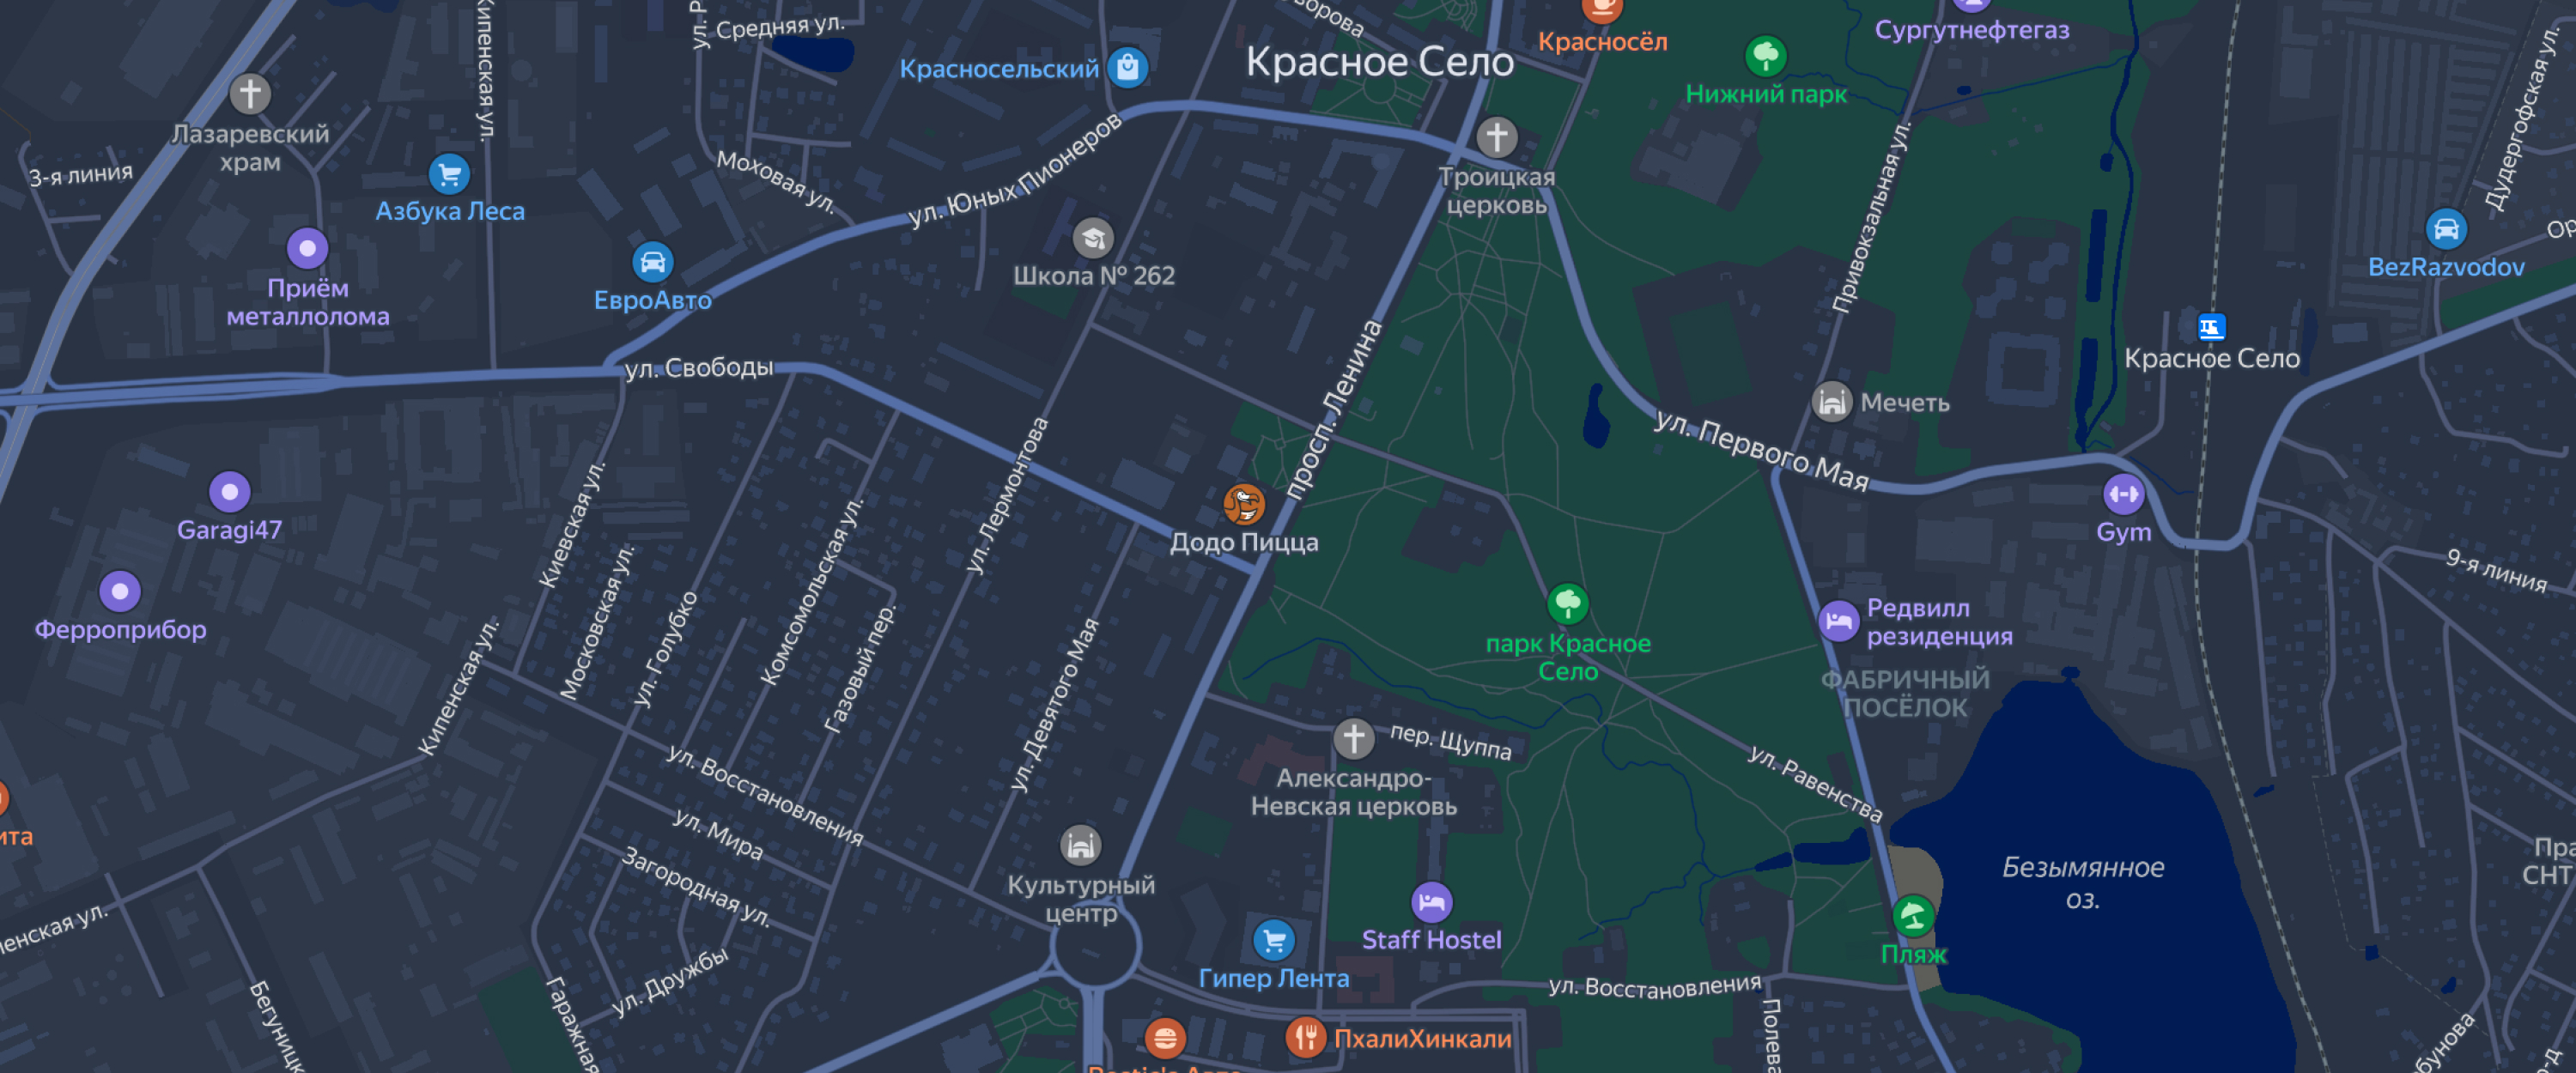 Средняя ул.
Кипенская ул.
Красносельский
Красное Село
Красносёл
Сургутнефтегаз
Нижний парк
Дудергофская ул.
Лазаревский
храм
3-я линия
Азбука Леса
Моховая ул.
ул. Юных Пионеров
Троицкая
церковь
Привокзальная ул.
Приём
металлолома
ЕвроАвто
Школа № 262
BezRazvodov
Красное Село
ул. Свободы
просп. Ленина
Мечеть
ул. Первого Мая
Garagi47
Киевская ул.
ул. Лермонтова
Додо Пицца
Gym
9-я линия
Ферроприбор
Кипенская ул.
Московская ул.
ул. Голубко
Комсомольская ул.
Газовый пер.
ул. Девятого Мая
парк Красное
Село
Редвилл
резиденция
ФАБРИЧНЫЙ
ПОСЁЛОК
пер. Щуппа
Александро-
Невская церковь
ул. Равенства
ул. Восстановления
ул. Мира
Загородная ул.
Культурный
центр
Безымянное
оз.
СНТ
Staff Hostel
Гипер Лента
Пляж
ул. Дружбы
ул. Восстановления
Гаражная
ПхалиХинкали